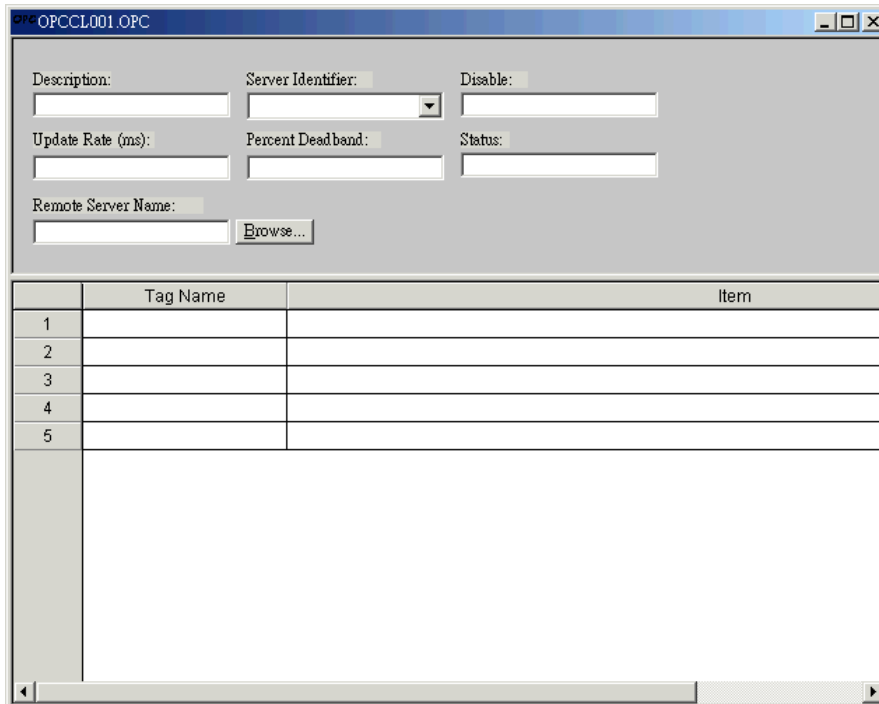 OPC OPCCL001.OPC
Description: Server Identifier: Disable:
Update Rate (ms): Percent Deadband: Status:
Remote Server Name:
Browse...
Tag Name Item
1
2
3
4
5